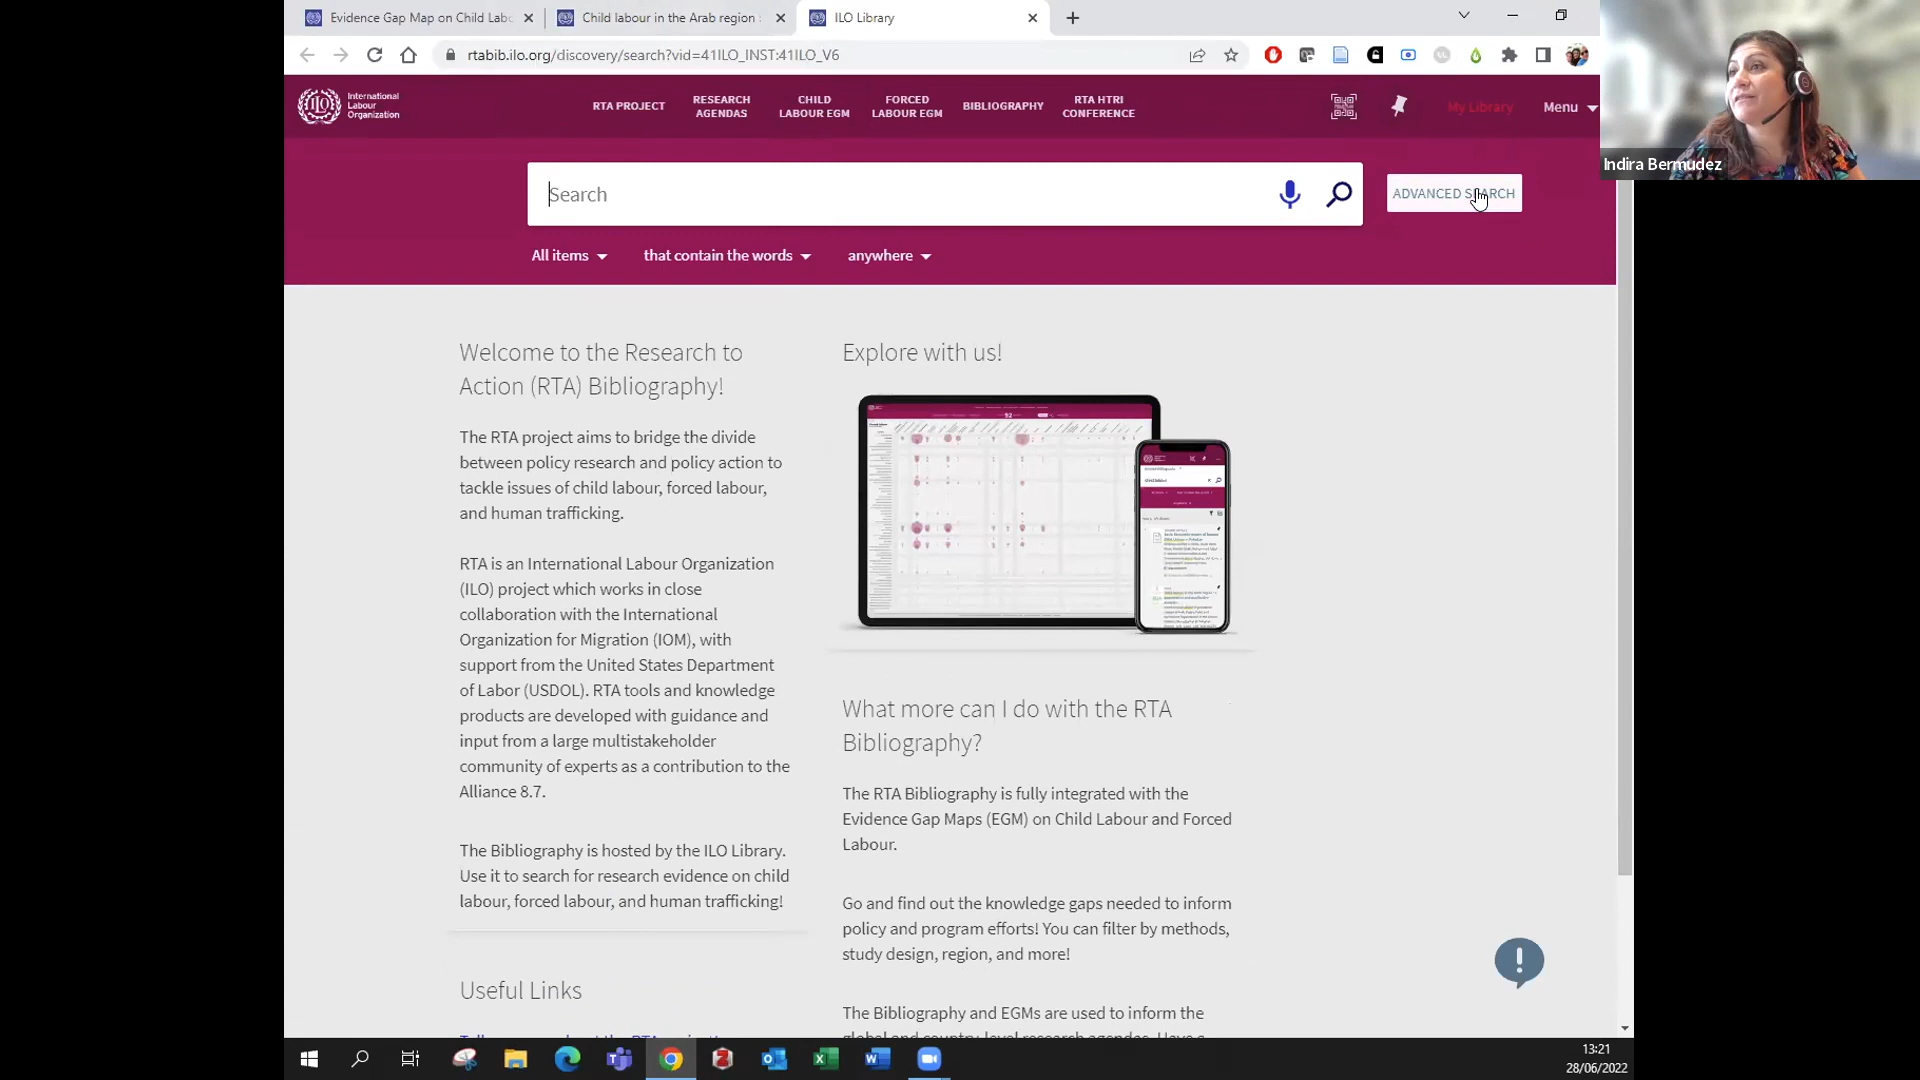 Evidence Gap Map on Child Lab
Child labour in the Arab region
ILO Library
rtabib.ilo.org/discovery/search?vid=41ILO_INST:41ILO_V6
International
Labour
Organization
RTA PROJECT
RESEARCH
AGENDAS
CHILD
LABOUR EGM
FORCED
LABOUR EGM
BIBLIOGRAPHY
RTA HTRI
CONFERENCE
My Library
Menu
Indira Bermudez
Search
ADVANCED SEARCH
All items
that contain the words
anywhere
Welcome to the Research to
Action (RTA) Bibliography!
The RTA project aims to bridge the divide
between policy research and policy action to
tackle issues of child labour, forced labour,
and human trafficking.
RTA is an International Labour Organization
(ILO) project which works in close
collaboration with the International
Organization for Migration (IOM), with
support from the United States Department
of Labor (USDOL). RTA tools and knowledge
products are developed with guidance and
input from a large multistakeholder
community of experts as a contribution to the
Alliance 8.7.
The Bibliography is hosted by the ILO Library.
Use it to search for research evidence on child
labour, forced labour, and human trafficking!
Useful Links
Explore with us!
What more can I do with the RTA
Bibliography?
The RTA Bibliography is fully integrated with the
Evidence Gap Maps (EGM) on Child Labour and Forced
Labour.
Go and find out the knowledge gaps needed to inform
policy and program efforts! You can filter by methods,
study design, region, and more!
The Bibliography and EGMs are used to inform the
13:21
28/06/2022